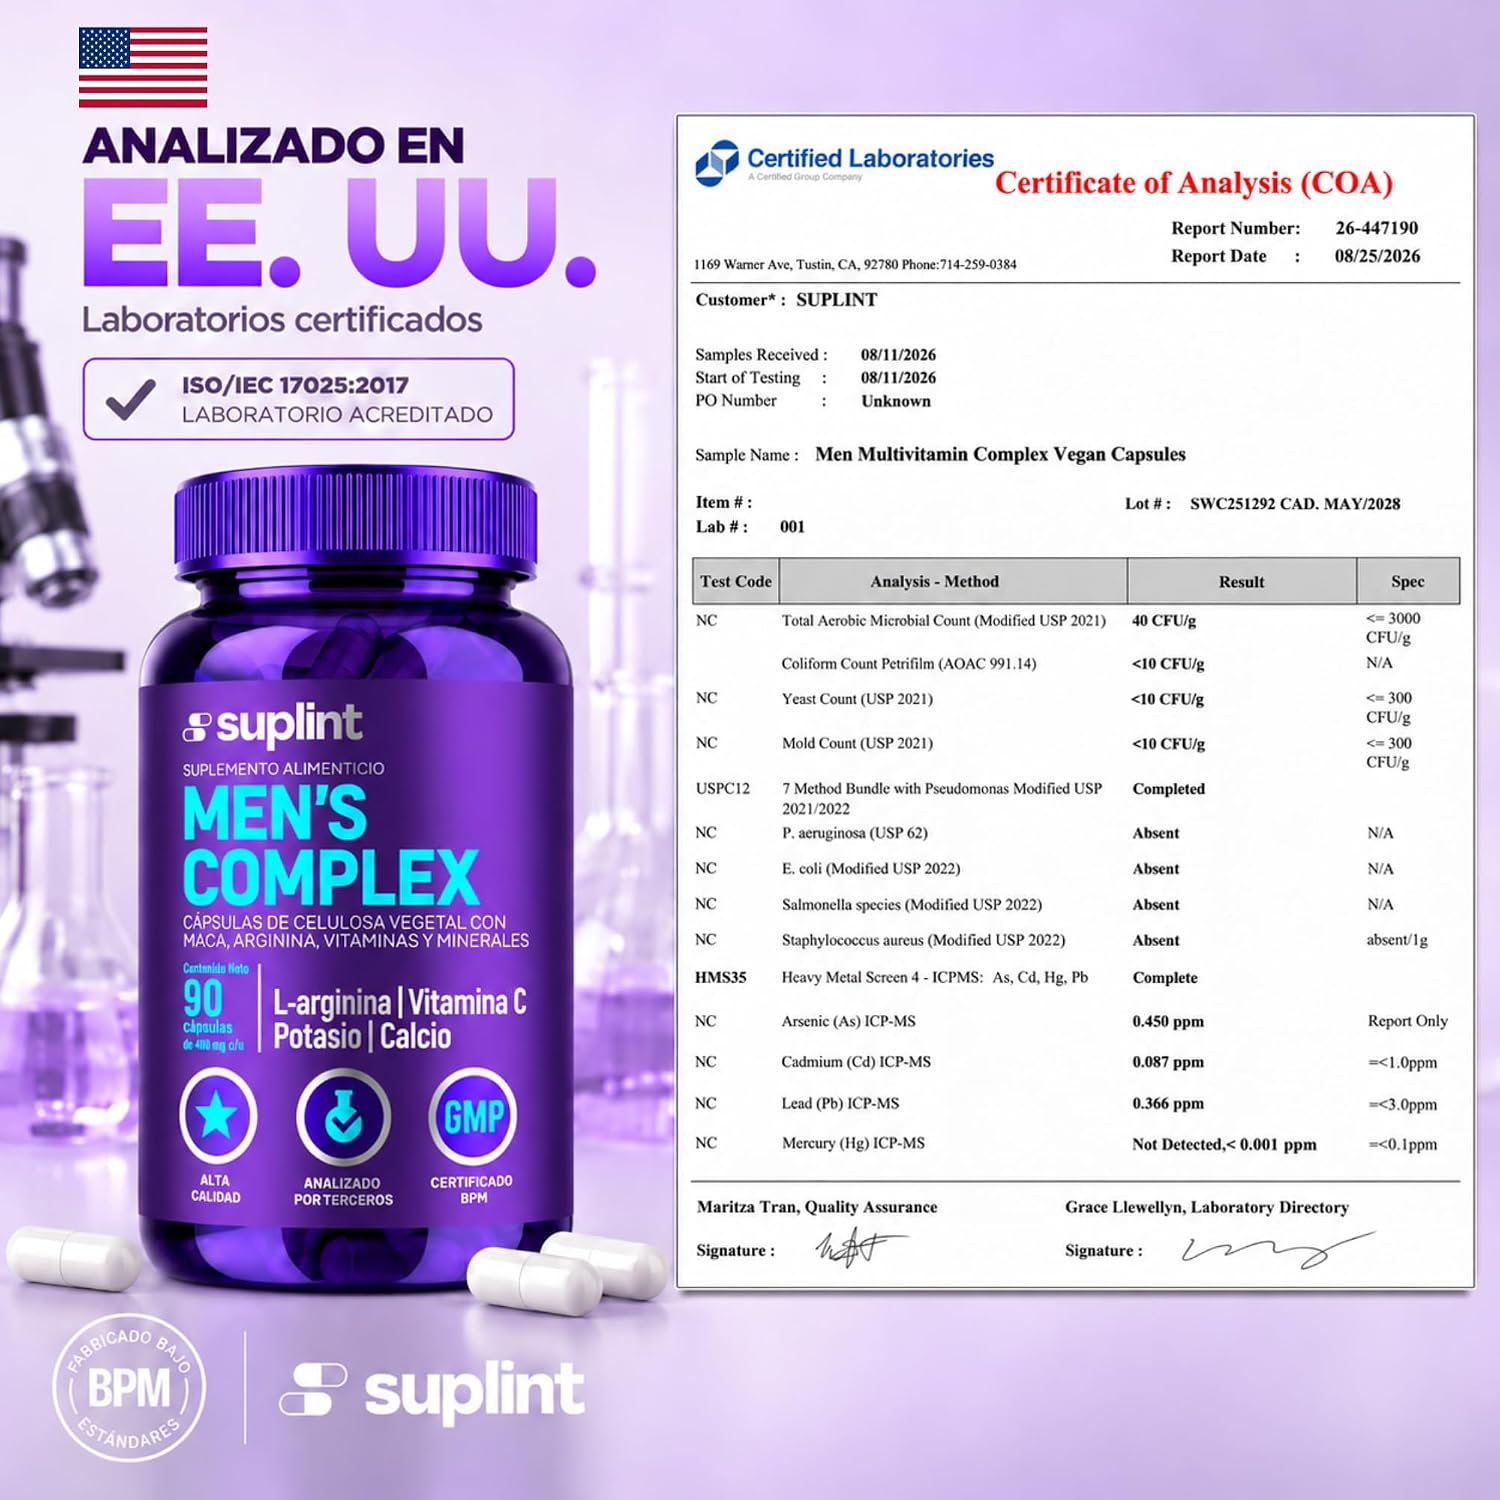 ANALIZADO EN
EE. UU.
Laboratorios certificados
ISO/IEC 17025:2017
LABORATORIO ACREDITADO
suplint
SUPLEMENTO ALIMENTICIO
MEN'S
COMPLEX
CÁPSULAS DE CELULOSA VEGETAL CON
MACA, ARGININA, VITAMINAS Y MINERALES
Contenido Neto
90
cápsulas
de 400 mg c/u
L-arginina | Vitamina C
Potasio | Calcio
GMP
ALTA
CALIDAD
ANALIZADO
POR TERCEROS
CERTIFICADO
BPM
FABRICADO BAJO
BPM
ESTÁNDARES
suplint
Certified Laboratories
A Certified Group Company
Certificate of Analysis (COA)
Report Number: 26-447190
Report Date : 08/25/2026
1169 Warner Ave, Tustin, CA, 92780 Phone:714-259-0384
Customer* : SUPLINT
Samples Received : 08/11/2026
Start of Testing : 08/11/2026
PO Number : Unknown
Sample Name : Men Multivitamin Complex Vegan Capsules
Item # :
Lot # : SWC251292 CAD. MAY/2028
Lab # : 001
Test Code Analysis - Method Result Spec
NC Total Aerobic Microbial Count (Modified USP 2021) 40 CFU/g <= 3000
CFU/g
Coliform Count Petrifilm (AOAC 991.14) <10 CFU/g N/A
NC Yeast Count (USP 2021) <10 CFU/g <= 300
CFU/g
NC Mold Count (USP 2021) <10 CFU/g <= 300
CFU/g
USPC12 7 Method Bundle with Pseudomonas Modified USP Completed
2021/2022
NC P. aeruginosa (USP 62) Absent N/A
NC E. coli (Modified USP 2022) Absent N/A
NC Salmonella species (Modified USP 2022) Absent N/A
NC Staphylococcus aureus (Modified USP 2022) Absent absent/1g
HMS35 Heavy Metal Screen 4 - ICPMS: As, Cd, Hg, Pb Complete
NC Arsenic (As) ICP-MS 0.450 ppm Report Only
NC Cadmium (Cd) ICP-MS 0.087 ppm =<1.0ppm
NC Lead (Pb) ICP-MS 0.366 ppm =<3.0ppm
NC Mercury (Hg) ICP-MS Not Detected,< 0.001 ppm =<0.1ppm
Maritza Tran, Quality Assurance
Grace Llewellyn, Laboratory Directory
Signature :
Signature :